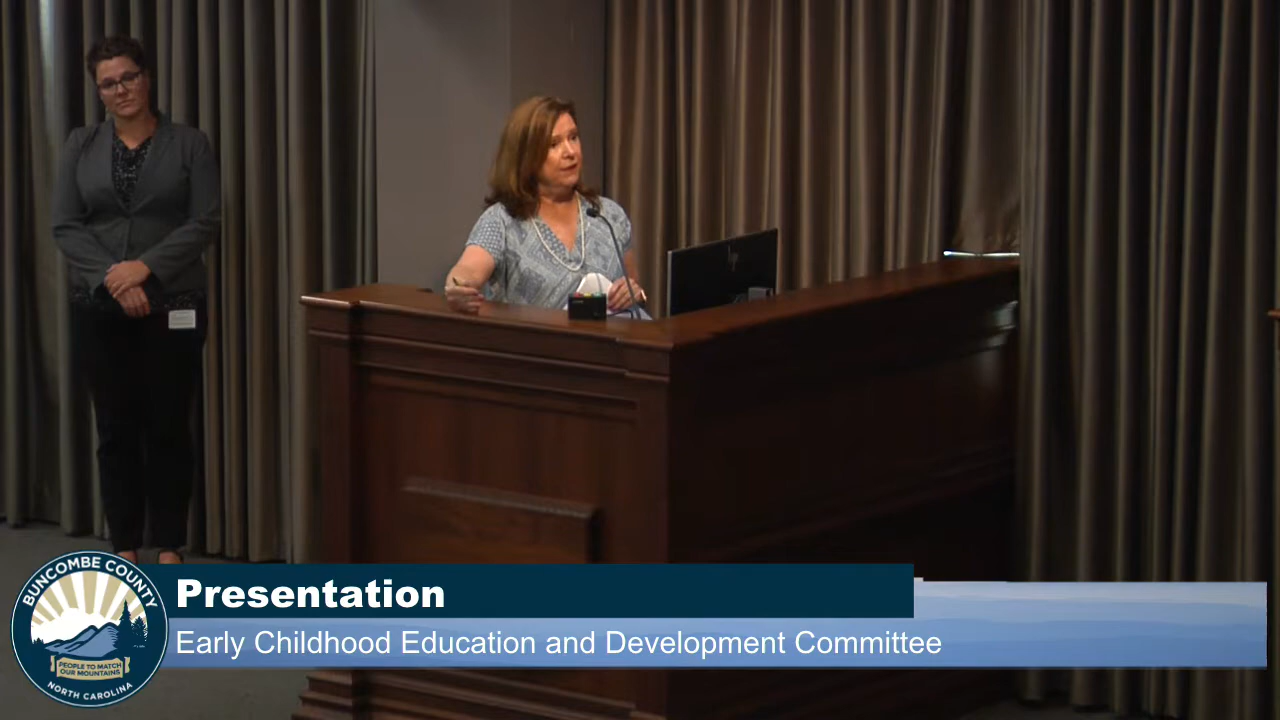 Presentation
Early Childhood Education and Development Committee
BUNCOMBE COUNTY
PEOPLE TO MATCH
OUR MOUNTAINS
NORTH CAROLINA